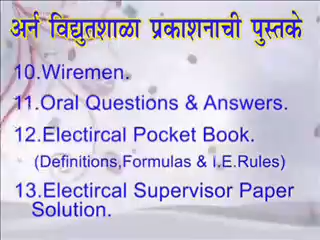 अर्न विद्युतशाळा प्रकाशनाची पुस्तके
10.Wiremen.
11.Oral Questions & Answers.
12.Electircal Pocket Book.
(Definitions,Formulas & I.E.Rules)
13.Electircal Supervisor Paper
Solution.